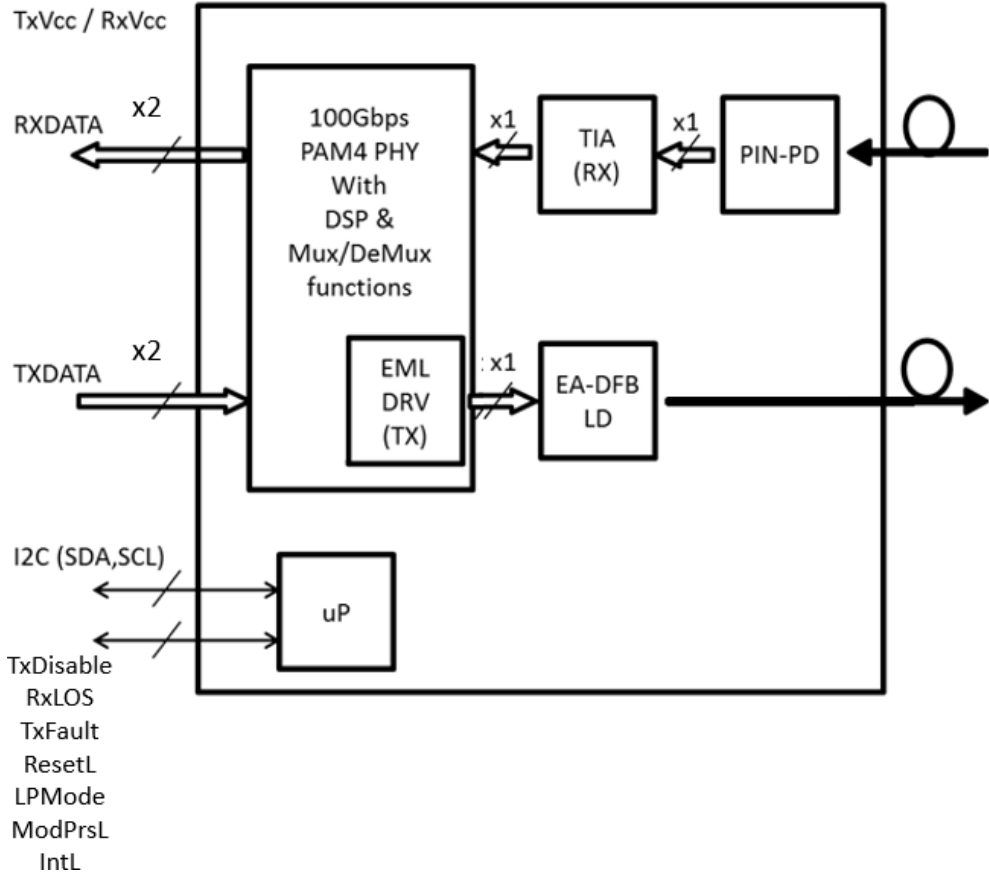 TxVcc / RxVcc
RXDATA
x2
100Gbps
PAM4 PHY
With
DSP &
Mux/DeMux
functions
x1
TIA
(RX)
x1
PIN-PD
TXDATA
x2
EML
DRV
(TX)
x1
EA-DFB
LD
I2C (SDA,SCL)
uP
TxDisable
RxLOS
TxFault
ResetL
LPMode
ModPrsL
IntL